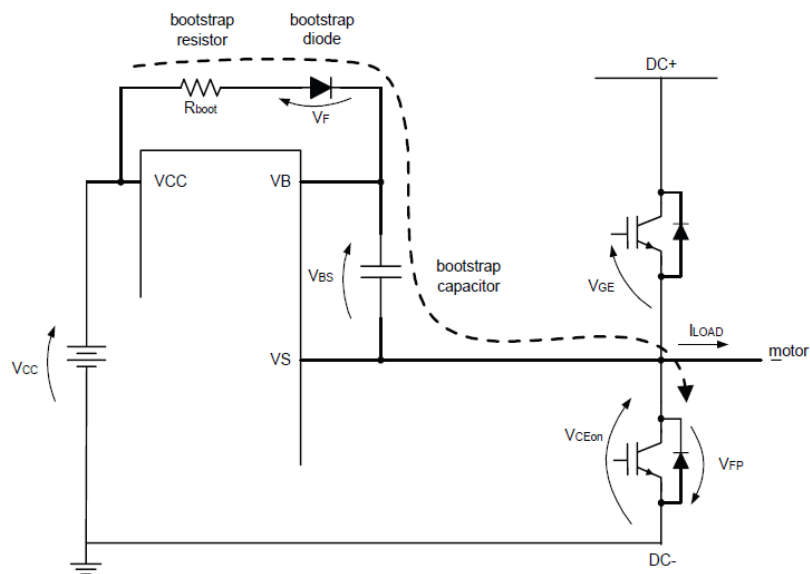 bootstrap
resistor
bootstrap
diode
DC+
Rboot
VF
VCC
VB
VBS
bootstrap
capacitor
VGE
ILOAD
VS
motor
VCC
VCEon
VFP
DC-